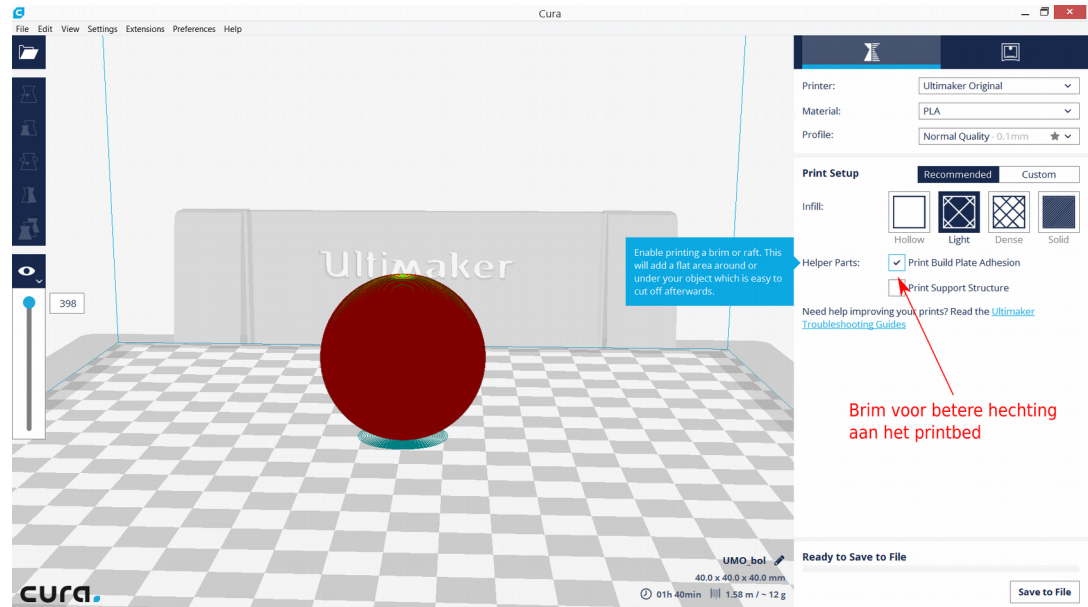 Cura
File Edit View Settings Extensions Preferences Help
Printer: Ultimaker Original
Material: PLA
Profile: Normal Quality - 0.1mm
Print Setup Recommended Custom
Infill:
Hollow Light Dense Solid
Ultimaker
Enable printing a brim or raft. This
will add a flat area around or
under your object which is easy to
cut off afterwards.
Helper Parts: Print Build Plate Adhesion
Print Support Structure
398
Need help improving your prints? Read the Ultimaker
Troubleshooting Guides
Brim voor betere hechting
aan het printbed
UMO_bol
40.0 x 40.0 x 40.0 mm
01h 40min 1.58 m / ~ 12 g
Ready to Save to File
Save to File
cura.